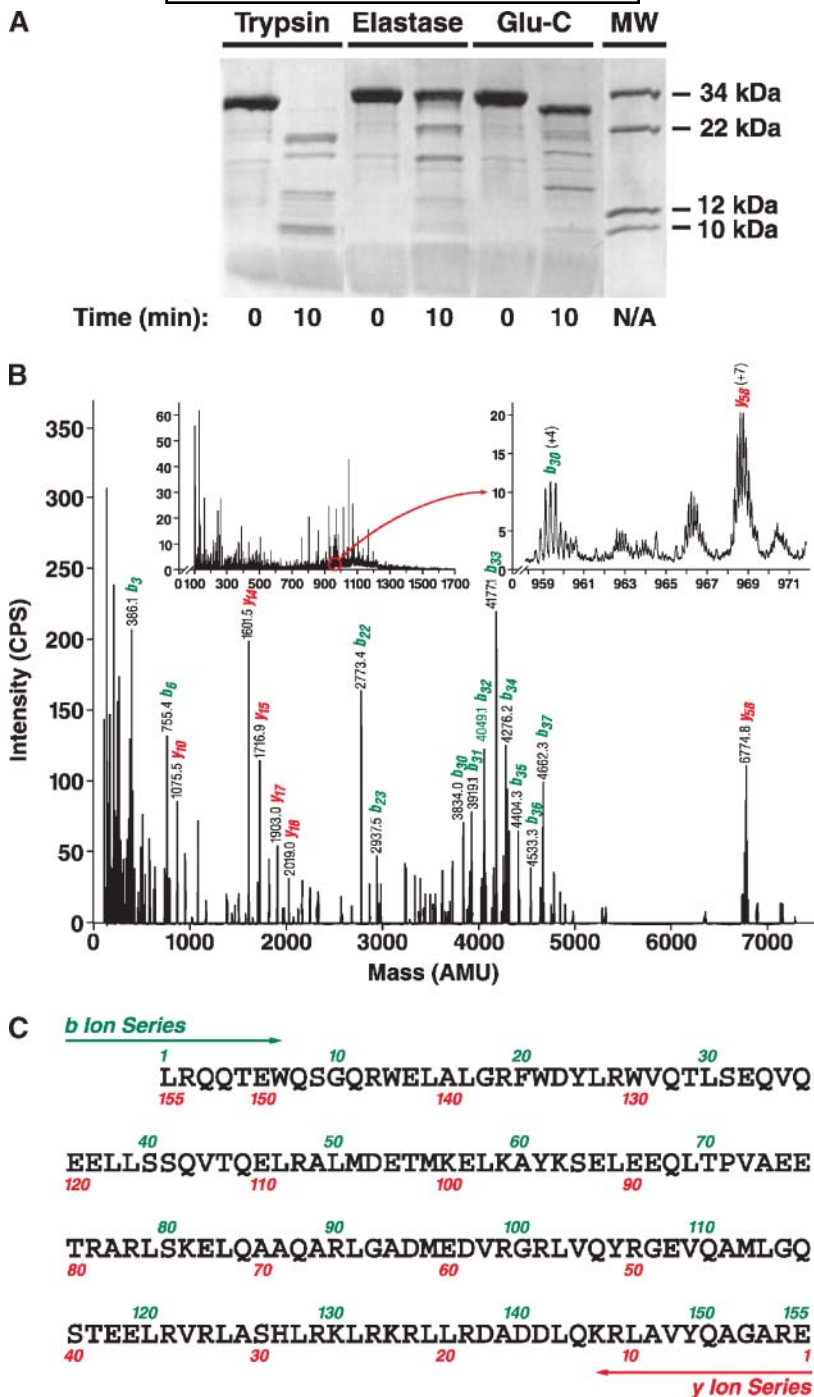 A
Trypsin Elastase Glu-C MW
34 kDa
22 kDa
12 kDa
10 kDa
Time (min): 0 10 0 10 0 10 N/A
B
Intensity (CPS)
350
300
250
200
150
100
50
0
0 1000 2000 3000 4000 5000 6000 7000
Mass (AMU)
386.1 b3
755.4 b6
1075.5 y10
1601.5 y14
1716.9 y15
1903.0 y17
2019.0 y18
2773.4 b22
2937.5 b23
3834.0 b30
3919.1 b31
4049.1 b32
4177.1 b33
4276.2 b34
4404.3 b35
4533.3 b36
4662.3 b37
6774.8 y58
60
50
40
30
20
10
0
0 100 300 500 700 900 1100 1300 1500 1700
20
15
10
5
0
959 961 963 965 967 969 971
b30 (+4)
y58 (+7)
C
b Ion Series
1 10 20 30
LRQQTEWQSGQRWELALGRFWDYLRWVQTLSEQVQ
155 150 140 130
40 50 60 70
EELLSSQVTQELRALMDETMKELKAYKSELEEQLTPVAEE
120 110 100 90
80 90 100 110
TRARLSKELQAAQARLGADMEDVRGRLVQYRGEVQAMLGQ
80 70 60 50
120 130 140 150 155
STEELRVRLASHLRKLRKRLLRDADDLQKRLAVYQAGARE
40 30 20 10 1
y Ion Series